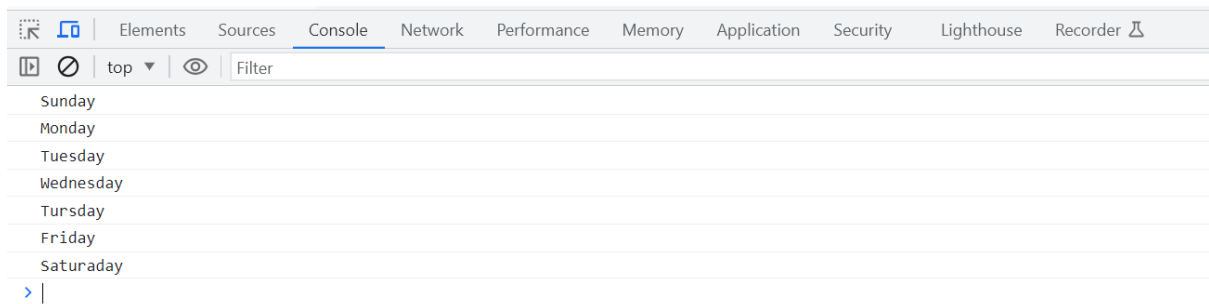 Elements Sources Console Network Performance Memory Application Security Lighthouse Recorder
top Filter
Sunday
Monday
Tuesday
Wednesday
Tursday
Friday
Saturaday